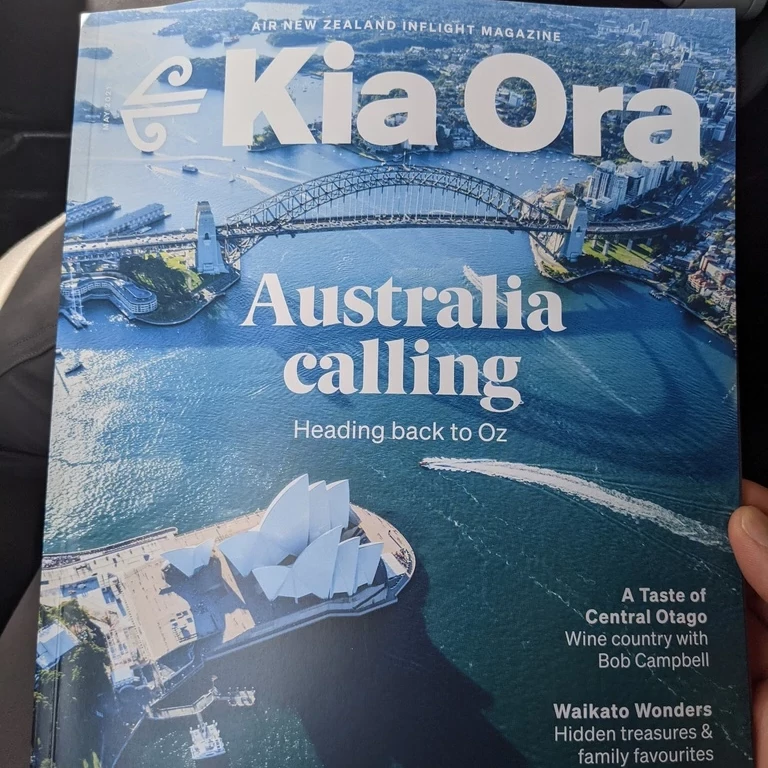 AIR NEW ZEALAND INFLIGHT MAGAZINE
Kia Ora
Australia
calling
Heading back to Oz
A Taste of
Central Otago
Wine country with
Bob Campbell
Waikato Wonders
Hidden treasures &
family favourites